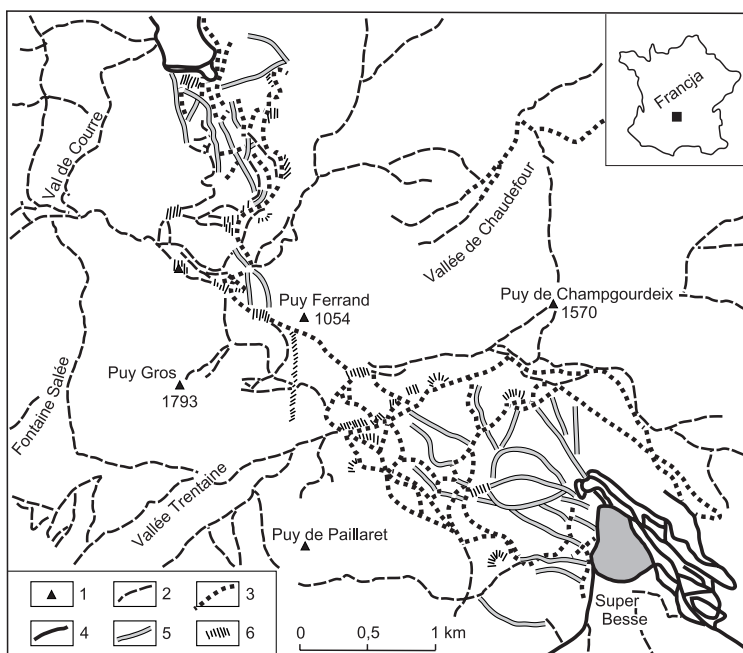 Francja
Val de Courre
Vallée de Chaudefour
Puy Ferrand
1054
Puy de Champgourdeix
1570
Puy Gros
1793
Fontaine Salée
Vallée Trentaine
Puy de Paillaret
Super
Besse
1 2 3
4 5 6
0 0,5 1 km